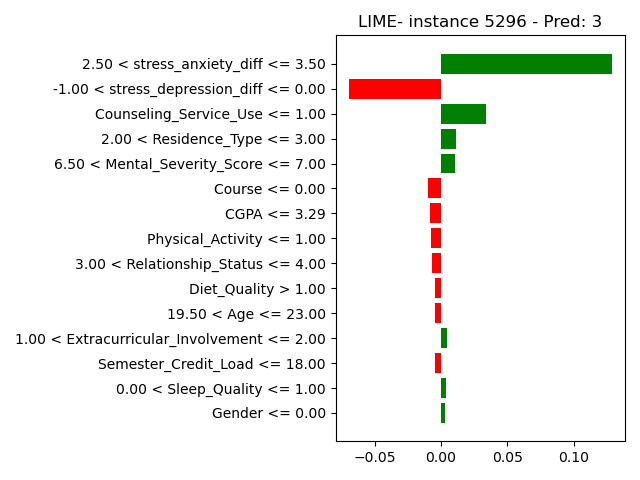 LIME- instance 5296 - Pred: 3
2.50 < stress_anxiety_diff <= 3.50
-1.00 < stress_depression_diff <= 0.00
Counseling_Service_Use <= 1.00
2.00 < Residence_Type <= 3.00
6.50 < Mental_Severity_Score <= 7.00
Course <= 0.00
CGPA <= 3.29
Physical_Activity <= 1.00
3.00 < Relationship_Status <= 4.00
Diet_Quality > 1.00
19.50 < Age <= 23.00
1.00 < Extracurricular_Involvement <= 2.00
Semester_Credit_Load <= 18.00
0.00 < Sleep_Quality <= 1.00
Gender <= 0.00
−0.05 0.00 0.05 0.10